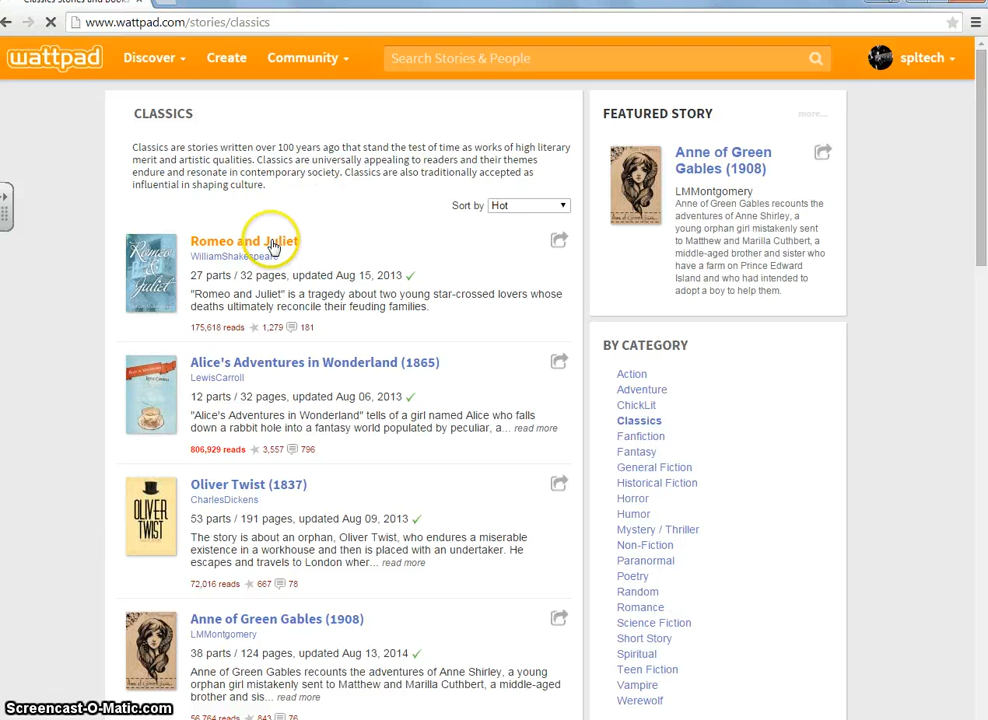 www.wattpad.com/stories/classics
wattpad Discover Create Community Search Stories & People spltech
CLASSICS
Classics are stories written over 100 years ago that stand the test of time as works of high literary
merit and artistic qualities. Classics are universally appealing to readers and their themes
endure and resonate in contemporary society. Classics are also traditionally accepted as
influential in shaping culture.
Sort by Hot
Romeo and Juliet
WilliamShakespeare
27 parts / 32 pages, updated Aug 15, 2013
"Romeo and Juliet" is a tragedy about two young star-crossed lovers whose
deaths ultimately reconcile their feuding families.
175,618 reads 1,279 181
Alice's Adventures in Wonderland (1865)
LewisCarroll
12 parts / 32 pages, updated Aug 06, 2013
"Alice's Adventures in Wonderland" tells of a girl named Alice who falls
down a rabbit hole into a fantasy world populated by peculiar, a... read more
806,929 reads 3,557 796
OLIVER
TWIST
Oliver Twist (1837)
CharlesDickens
53 parts / 191 pages, updated Aug 09, 2013
The story is about an orphan, Oliver Twist, who endures a miserable
existence in a workhouse and then is placed with an undertaker. He
escapes and travels to London wher... read more
72,016 reads 667 78
Anne of Green Gables (1908)
LMMontgomery
38 parts / 124 pages, updated Aug 13, 2014
Anne of Green Gables recounts the adventures of Anne Shirley, a young
orphan girl mistakenly sent to Matthew and Marilla Cuthbert, a middle-aged
brother and sis... read more
56,764 reads 843 76
FEATURED STORY more...
Anne of Green
Gables (1908)
LMMontgomery
Anne of Green Gables recounts the
adventures of Anne Shirley, a
young orphan girl mistakenly sent
to Matthew and Marilla Cuthbert, a
middle-aged brother and sister who
have a farm on Prince Edward
Island and who had intended to
adopt a boy to help them.
BY CATEGORY
Action
Adventure
ChickLit
Classics
Fanfiction
Fantasy
General Fiction
Historical Fiction
Horror
Humor
Mystery / Thriller
Non-Fiction
Paranormal
Poetry
Random
Romance
Science Fiction
Short Story
Spiritual
Teen Fiction
Vampire
Werewolf
Screencast-O-Matic.com